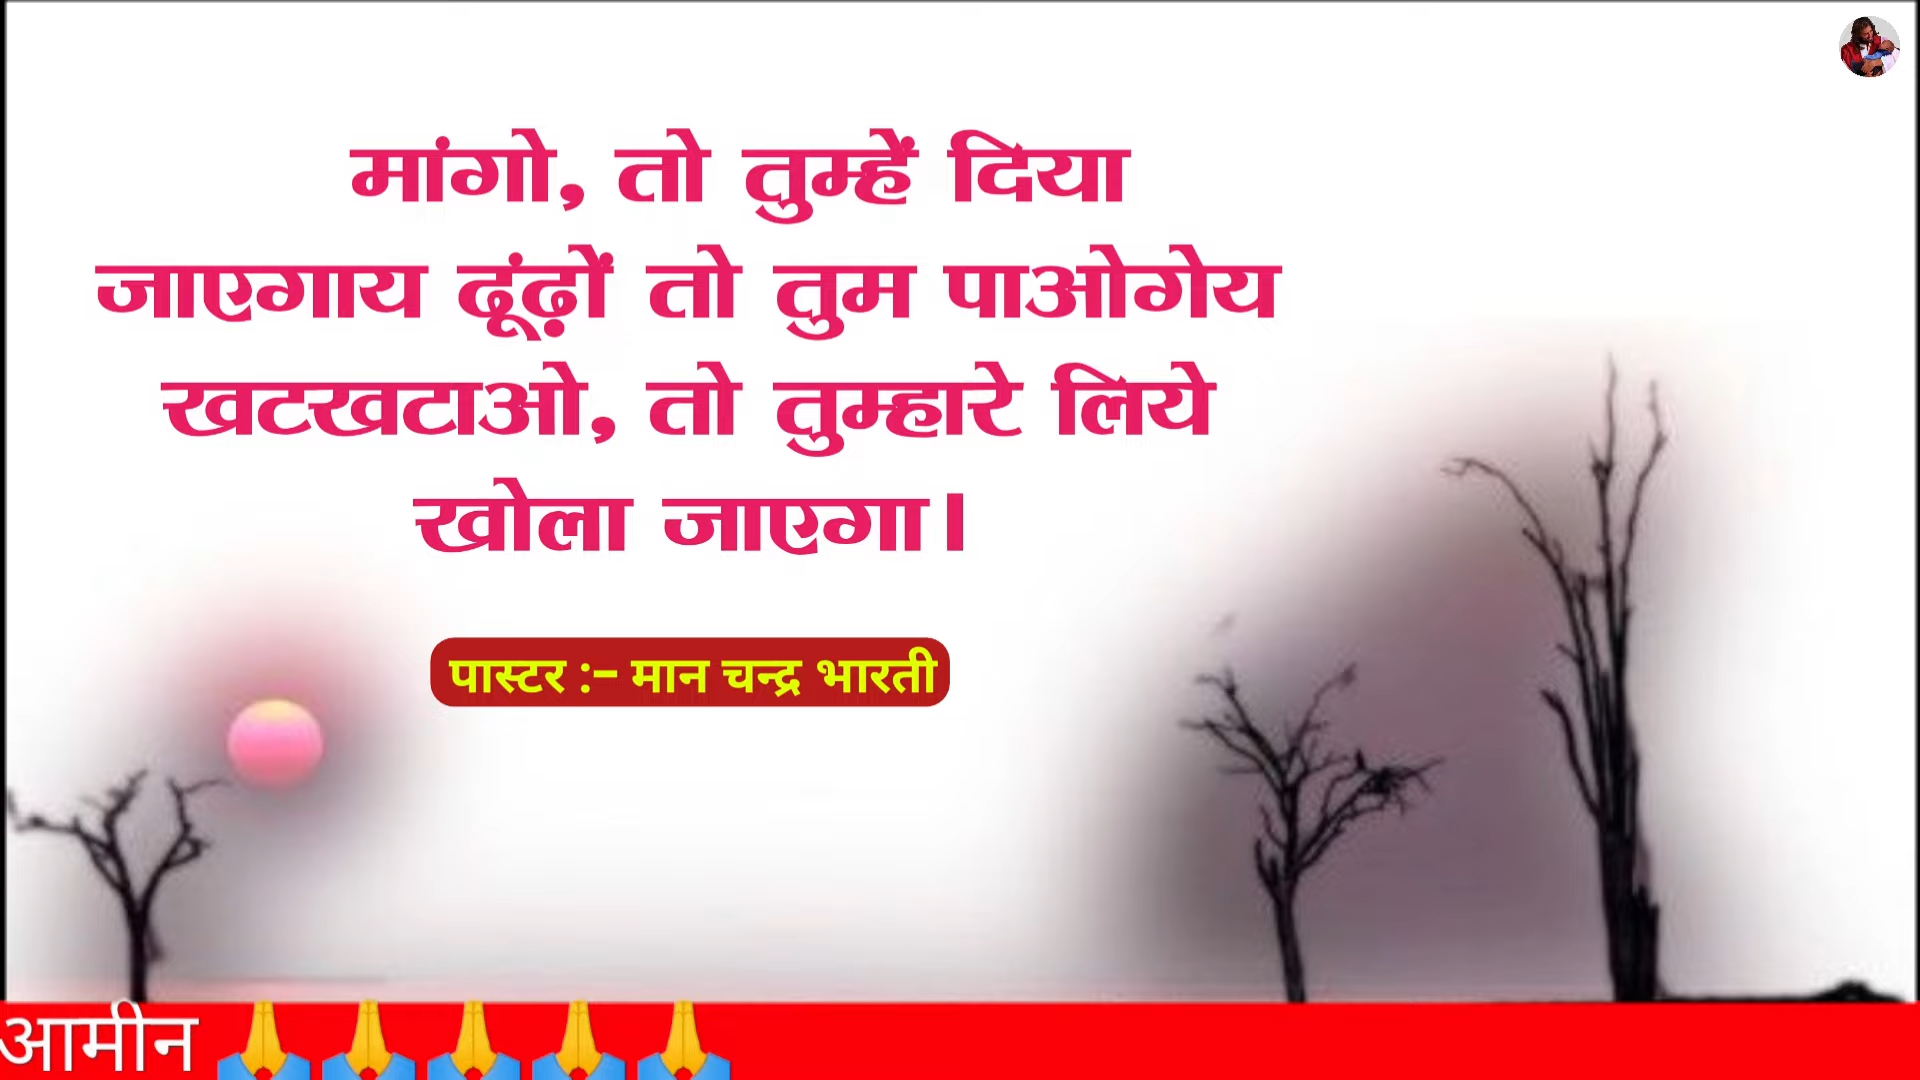 मांगो, तो तुम्हें दिया
जाएगाय ढूंढ़ों तो तुम पाओगेय
खटखटाओ, तो तुम्हारे लिये
खोला जाएगा।
पास्टर :- मान चन्द्र भारती
आमीन 🙏🙏🙏🙏🙏